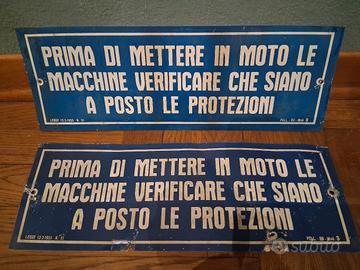 PRIMA DI METTERE IN MOTO LE
MACCHINE VERIFICARE CHE SIANO
A POSTO LE PROTEZIONI
PRIMA DI METTERE IN MOTO LE
MACCHINE VERIFICARE CHE SIANO
A POSTO LE PROTEZIONI
subito